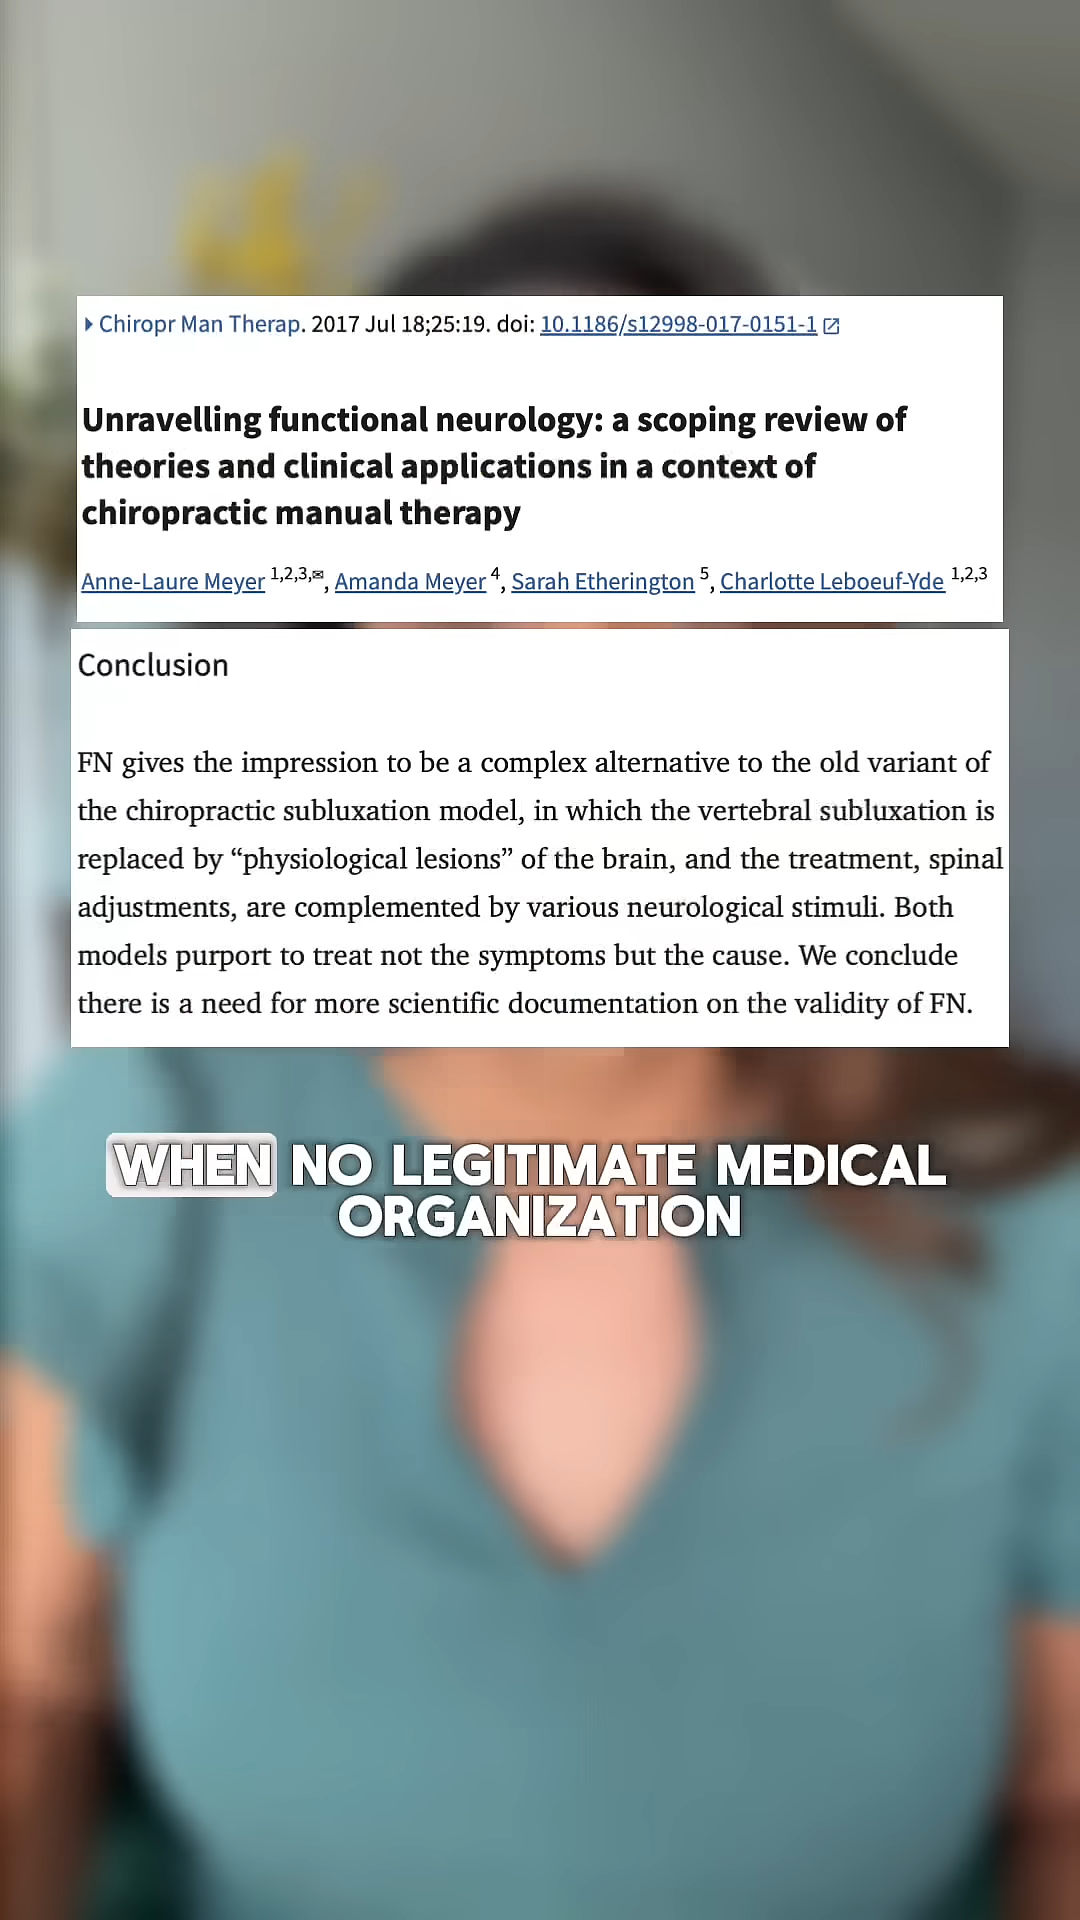 Chiropr Man Therap. 2017 Jul 18;25:19. doi: 10.1186/s12998-017-0151-1
Unravelling functional neurology: a scoping review of
theories and clinical applications in a context of
chiropractic manual therapy
Anne-Laure Meyer 1,2,3,✉, Amanda Meyer 4, Sarah Etherington 5, Charlotte Leboeuf-Yde 1,2,3
Conclusion
FN gives the impression to be a complex alternative to the old variant of
the chiropractic subluxation model, in which the vertebral subluxation is
replaced by “physiological lesions” of the brain, and the treatment, spinal
adjustments, are complemented by various neurological stimuli. Both
models purport to treat not the symptoms but the cause. We conclude
there is a need for more scientific documentation on the validity of FN.
WHEN NO LEGITIMATE MEDICAL
ORGANIZATION